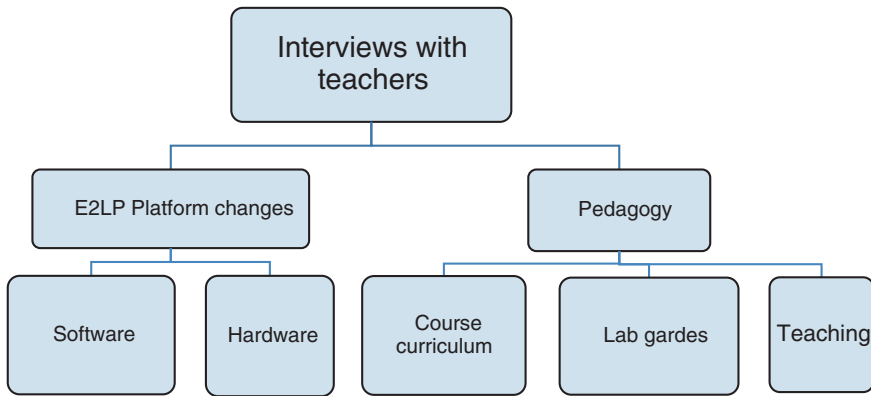 Interviews with
teachers
E2LP Platform changes
Pedagogy
Software
Hardware
Course
curriculum
Lab gardes
Teaching